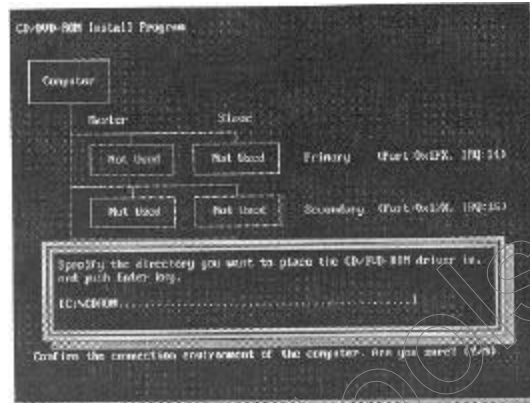 CD/DVD-ROM Install Program
Computer
Master Slave
Not Used Not Used Primary (Port:0x1FX, IRQ:14)
Not Used Not Used Secondary (Port:0x17X, IRQ:15)
Specify the directory you want to place the CD/DVD-ROM driver in,
and push Enter key.
[C:\CDROM..................................................]
Confirm the connection environment of the computer. Are you sure? (Y/N)